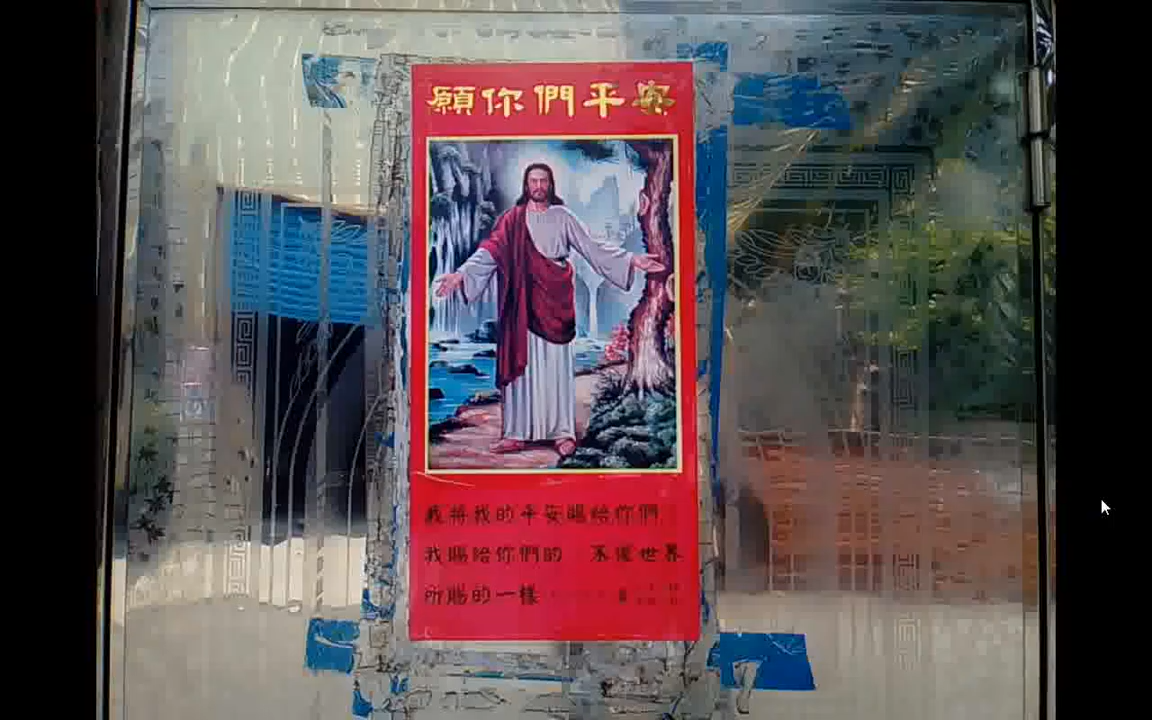 願你們平安
我將我的平安賜給你們
我賜給你們的 不像世界
所賜的一樣